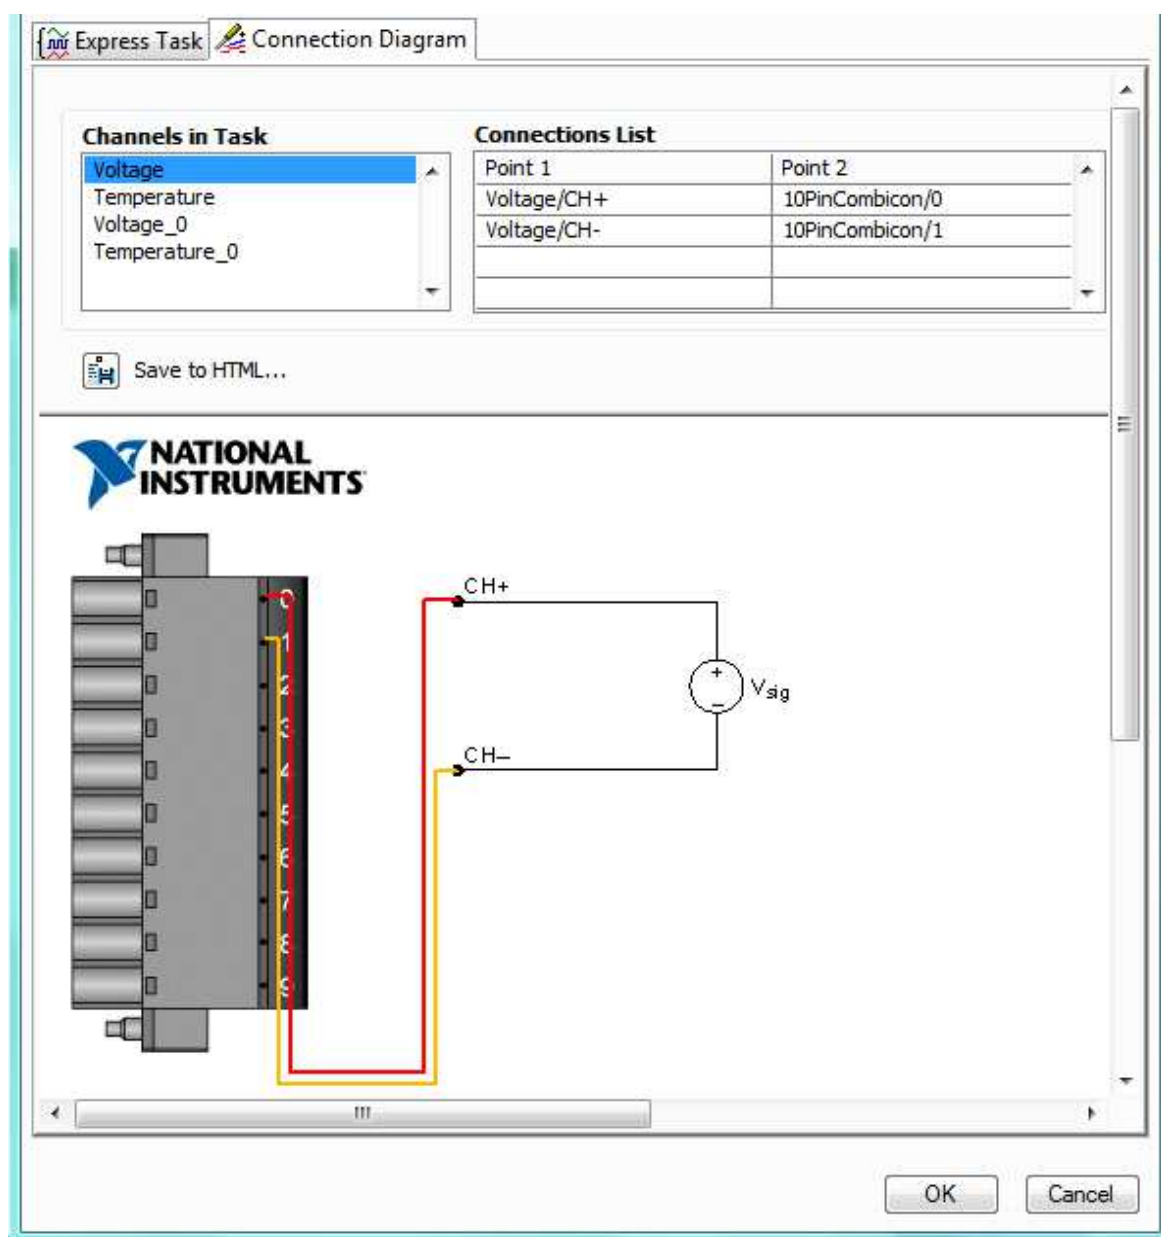 Express Task Connection Diagram
Channels in Task
Voltage
Temperature
Voltage_0
Temperature_0
Connections List
Point 1 Point 2
Voltage/CH+ 10PinCombicon/0
Voltage/CH- 10PinCombicon/1
Save to HTML...
NATIONAL
INSTRUMENTS
0
1
2
3
4
5
6
7
8
9
CH+
+
Vsig
−
CH−
OK Cancel